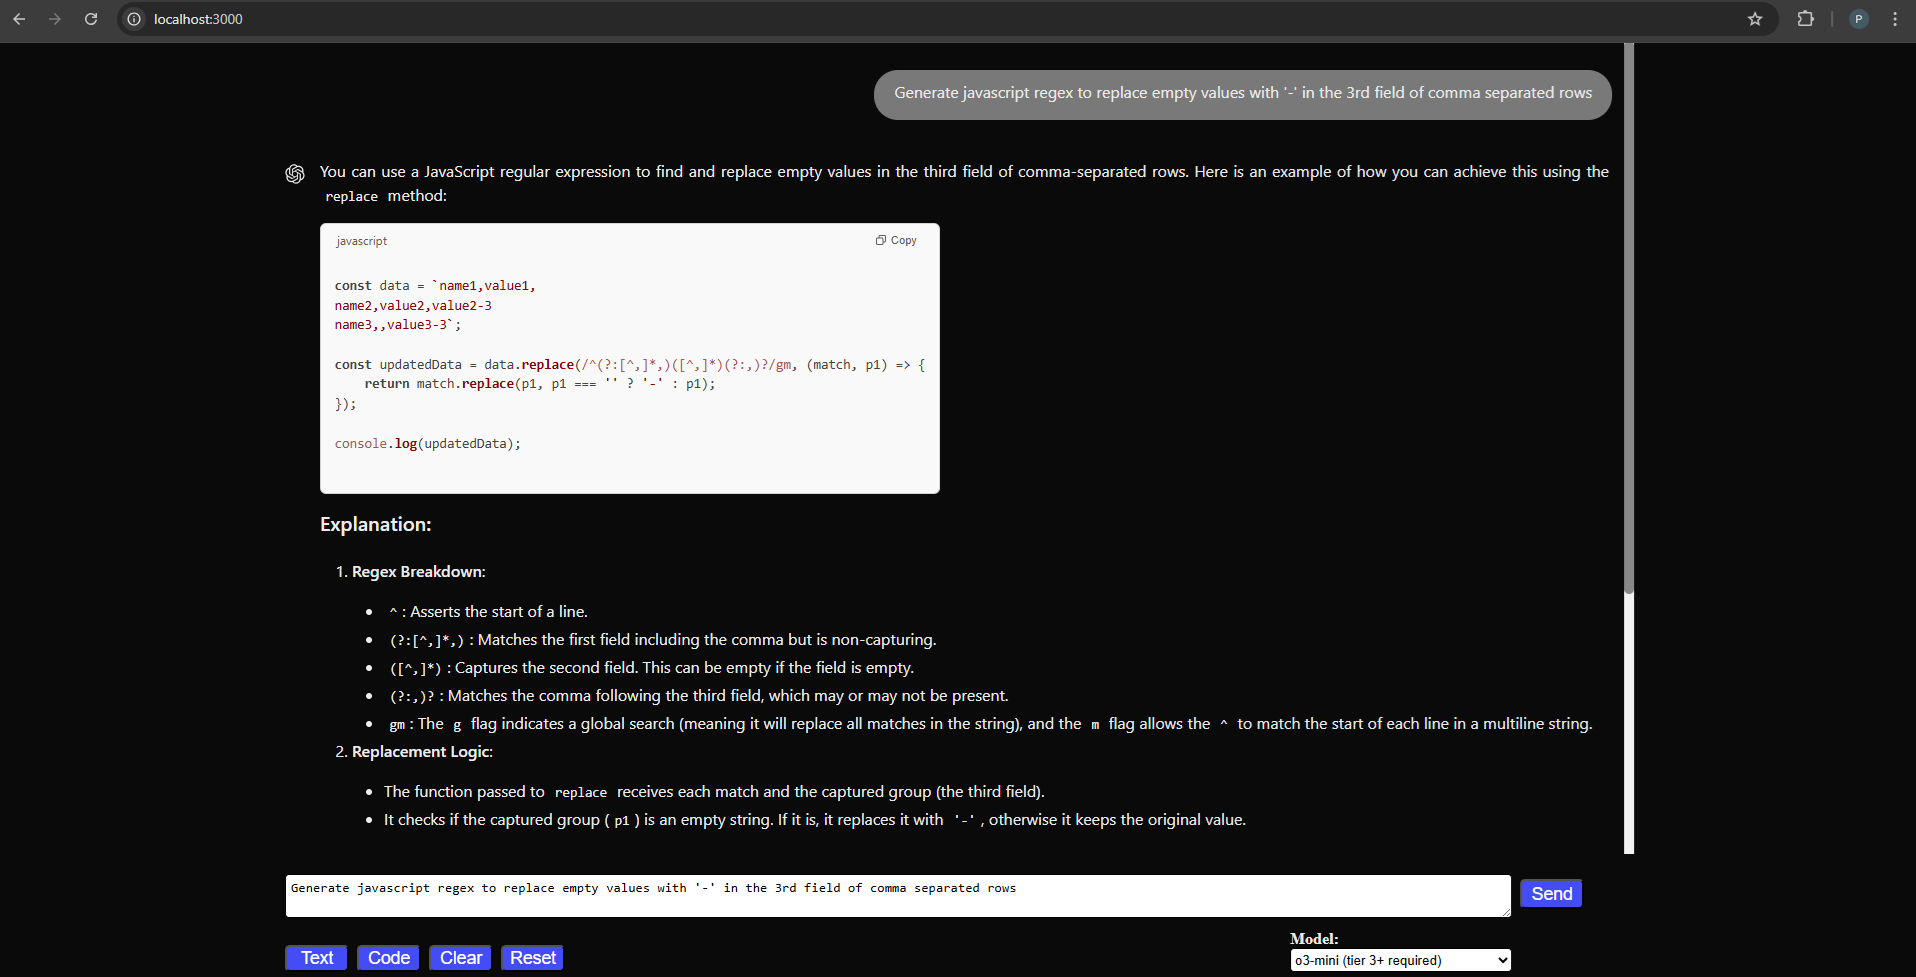 localhost:3000
P
Generate javascript regex to replace empty values with '-' in the 3rd field of comma separated rows
You can use a JavaScript regular expression to find and replace empty values in the third field of comma-separated rows. Here is an example of how you can achieve this using the
replace method:
javascript
Copy
const data = `name1,value1,
name2,value2,value2-3
name3,,value3-3`;
const updatedData = data.replace(/^(?:[^,]*,)([^,]*)(?:,)?/gm, (match, p1) => {
    return match.replace(p1, p1 === '' ? '-' : p1);
});
console.log(updatedData);
Explanation:
1. Regex Breakdown:
• ^ : Asserts the start of a line.
• (?:[^,]*,) : Matches the first field including the comma but is non-capturing.
• ([^,]*) : Captures the second field. This can be empty if the field is empty.
• (?:,)? : Matches the comma following the third field, which may or may not be present.
• gm : The g flag indicates a global search (meaning it will replace all matches in the string), and the m flag allows the ^ to match the start of each line in a multiline string.
2. Replacement Logic:
• The function passed to replace receives each match and the captured group (the third field).
• It checks if the captured group ( p1 ) is an empty string. If it is, it replaces it with '-' , otherwise it keeps the original value.
Generate javascript regex to replace empty values with '-' in the 3rd field of comma separated rows
Send
Text
Code
Clear
Reset
Model:
o3-mini (tier 3+ required)